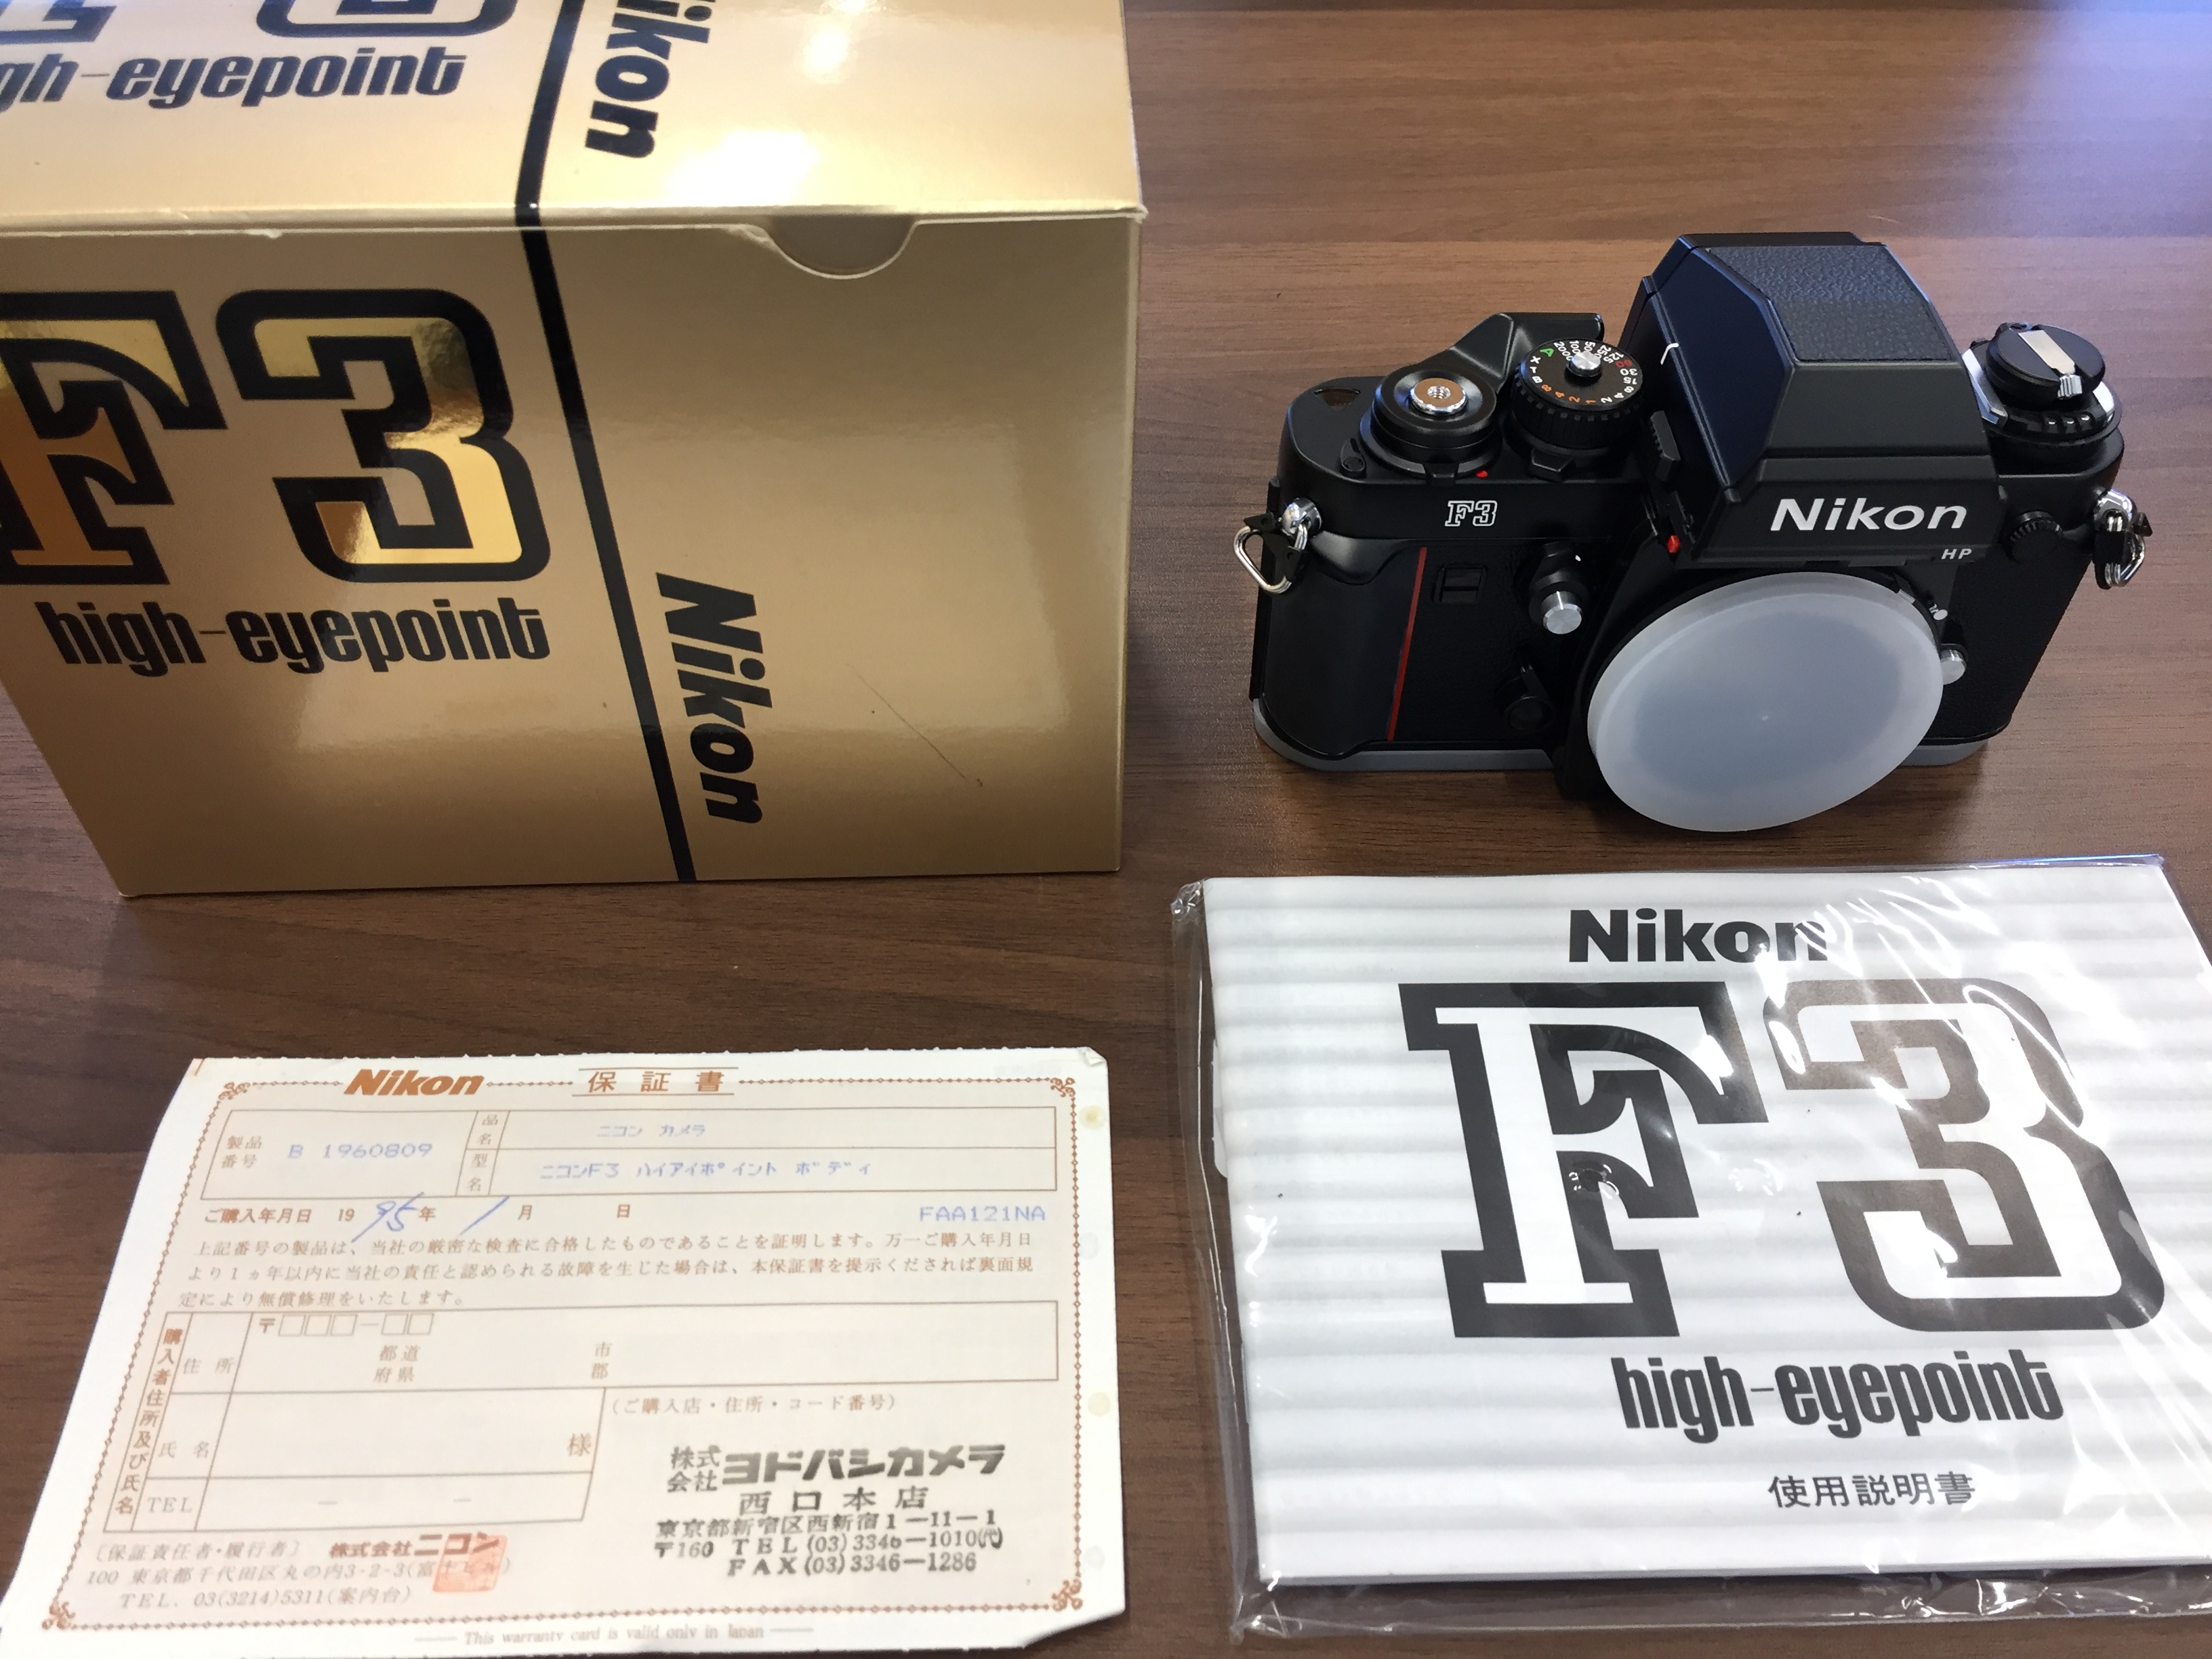 high-eyepoint
Nikon
F3
high-eyepoint
Nikon
F3
Nikon
HP
Nikon 保証書
製品番号 B 1960809
品名 ニコン カメラ
型名 ニコンF3 ハイアイポイント ボディ
ご購入年月日 1995年 1月 日 FAA121NA
上記番号の製品は、当社の厳密な検査に合格したものであることを証明します。万一ご購入年月日
より1ヵ年以内に当社の責任と認められる故障を生じた場合は、本保証書を提示くだされば裏面規
定により無償修理をいたします。
購入者住所及び氏名
住所 〒
都道 市
府県 郡
氏名 様
TEL — —
(ご購入店・住所・コード番号)
株式会社 ヨドバシカメラ
西口本店
東京都新宿区西新宿1-11-1
〒160 TEL (03) 3346-1010(代)
FAX (03) 3346-1286
〔保証責任者・履行者〕 株式会社ニコン
100 東京都千代田区丸の内3-2-3(富士ビル)
TEL. 03(3214)5311(案内台)
This warranty card is valid only in Japan
Nikon
F3
high-eyepoint
使用説明書